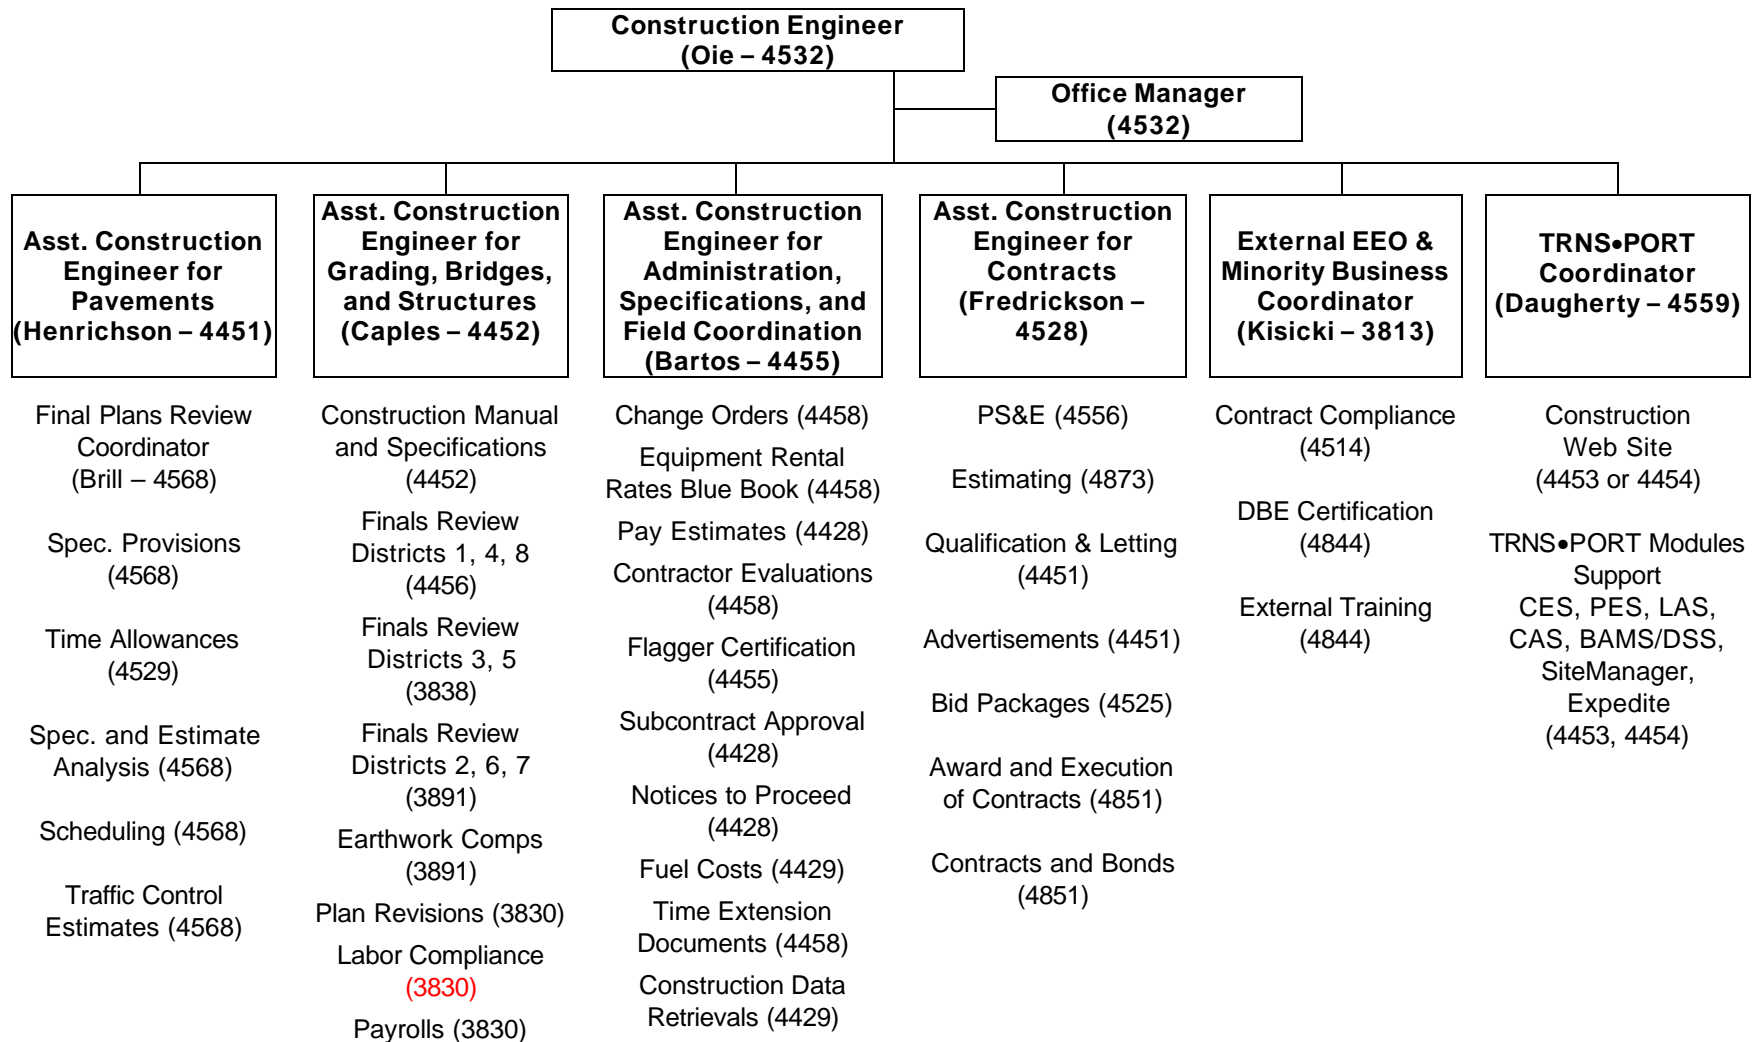 Construction Engineer
(Oie – 4532)
Office Manager
(4532)
Asst. Construction
Engineer for
Pavements
(Henrichson – 4451)
Asst. Construction
Engineer for
Grading, Bridges,
and Structures
(Caples – 4452)
Asst. Construction
Engineer for
Administration,
Specifications, and
Field Coordination
(Bartos – 4455)
Asst. Construction
Engineer for
Contracts
(Fredrickson –
4528)
External EEO &
Minority Business
Coordinator
(Kisicki – 3813)
TRNS•PORT
Coordinator
(Daugherty – 4559)
Final Plans Review
Coordinator
(Brill – 4568)
Spec. Provisions
(4568)
Time Allowances
(4529)
Spec. and Estimate
Analysis (4568)
Scheduling (4568)
Traffic Control
Estimates (4568)
Construction Manual
and Specifications
(4452)
Finals Review
Districts 1, 4, 8
(4456)
Finals Review
Districts 3, 5
(3838)
Finals Review
Districts 2, 6, 7
(3891)
Earthwork Comps
(3891)
Plan Revisions (3830)
Labor Compliance
(3830)
Payrolls (3830)
Change Orders (4458)
Equipment Rental
Rates Blue Book (4458)
Pay Estimates (4428)
Contractor Evaluations
(4458)
Flagger Certification
(4455)
Subcontract Approval
(4428)
Notices to Proceed
(4428)
Fuel Costs (4429)
Time Extension
Documents (4458)
Construction Data
Retrievals (4429)
PS&E (4556)
Estimating (4873)
Qualification & Letting
(4451)
Advertisements (4451)
Bid Packages (4525)
Award and Execution
of Contracts (4851)
Contracts and Bonds
(4851)
Contract Compliance
(4514)
DBE Certification
(4844)
External Training
(4844)
Construction
Web Site
(4453 or 4454)
TRNS•PORT Modules
Support
CES, PES, LAS,
CAS, BAMS/DSS,
SiteManager,
Expedite
(4453, 4454)